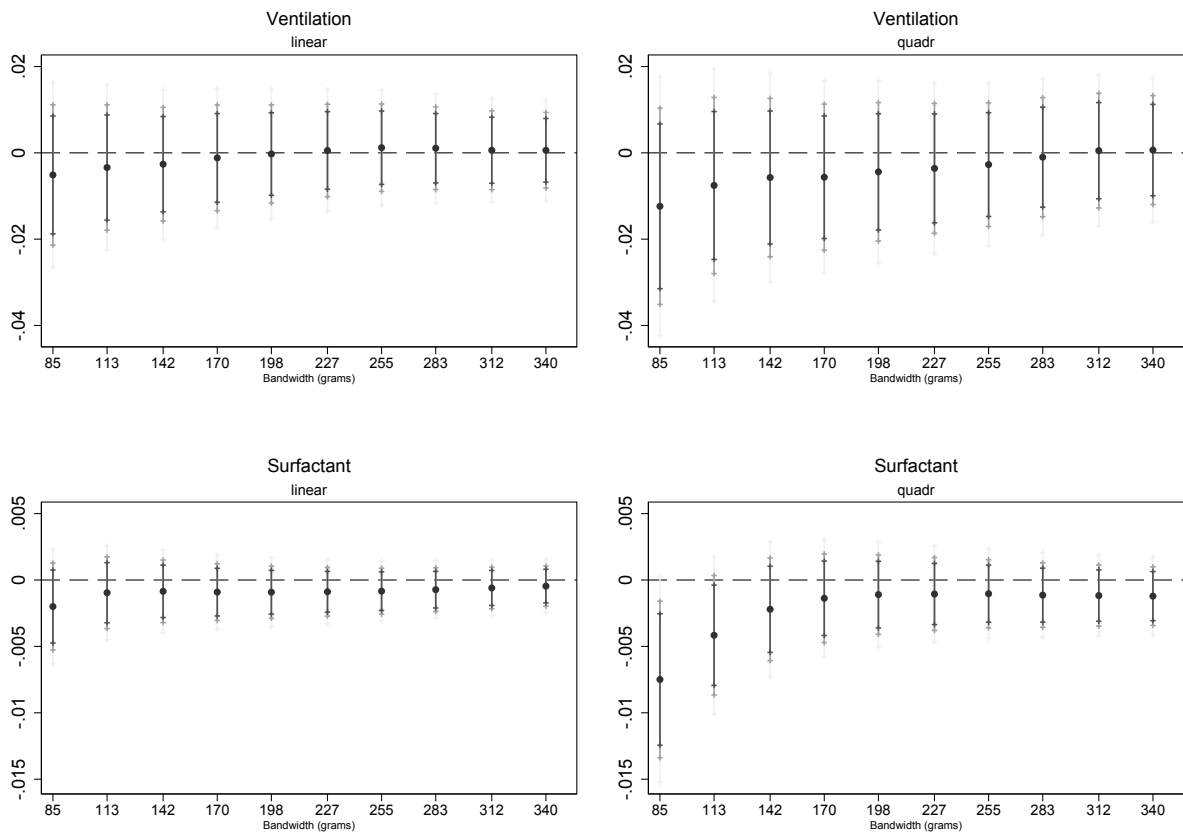 Ventilation
linear
.02
0
-.02
-.04
85 113 142 170 198 227 255 283 312 340
Bandwidth (grams)
Ventilation
quadr
.02
0
-.02
-.04
85 113 142 170 198 227 255 283 312 340
Bandwidth (grams)
Surfactant
linear
.005
0
-.005
-.01
-.015
85 113 142 170 198 227 255 283 312 340
Bandwidth (grams)
Surfactant
quadr
.005
0
-.005
-.01
-.015
85 113 142 170 198 227 255 283 312 340
Bandwidth (grams)